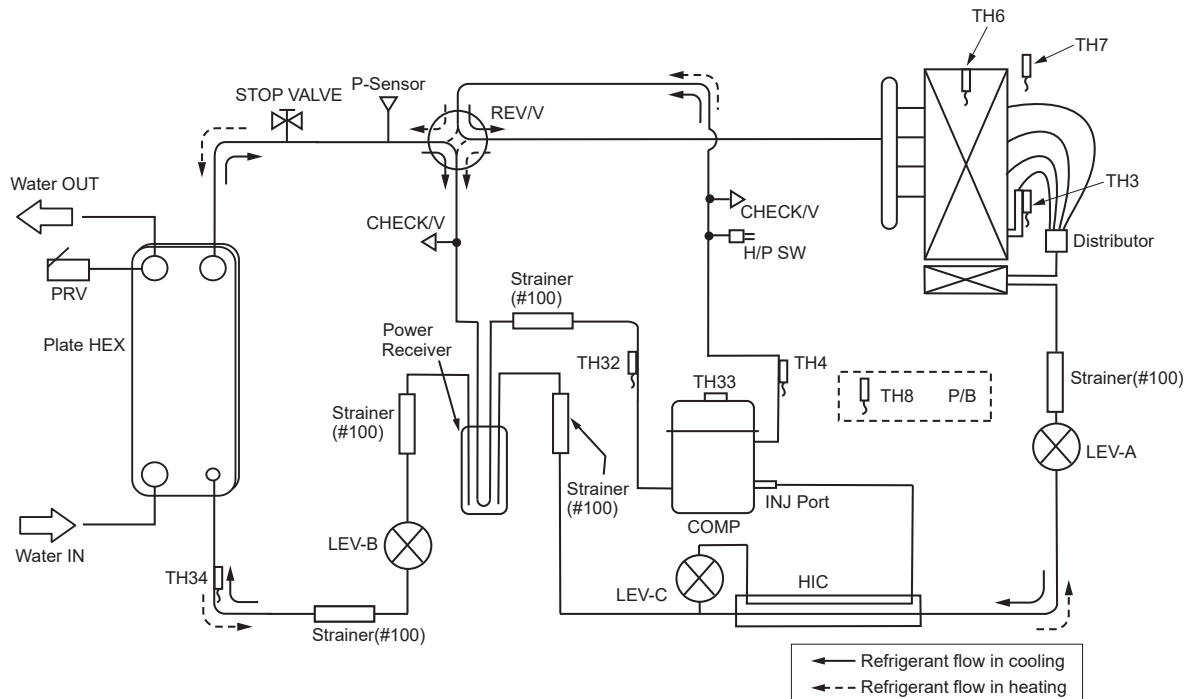 TH6
TH7
P-Sensor
STOP VALVE
REV/V
Water OUT
TH3
CHECK/V
CHECK/V
Distributor
H/P SW
PRV
Strainer
(#100)
Plate HEX
Power
Receiver
TH32
TH33
TH4
Strainer(#100)
TH8 P/B
Strainer
(#100)
LEV-A
Strainer
(#100)
INJ Port
COMP
Water IN
LEV-B
TH34
LEV-C
HIC
Strainer(#100)
Refrigerant flow in cooling
Refrigerant flow in heating